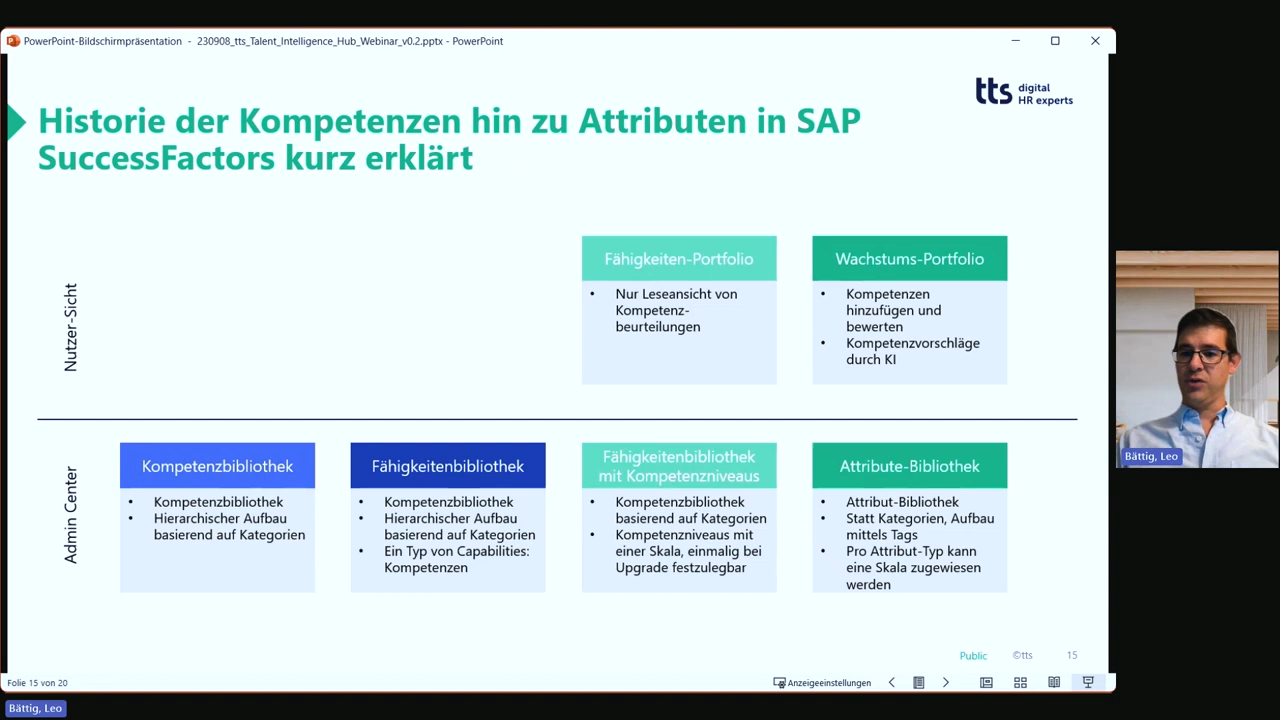 PowerPoint-Bildschirmpräsentation - 230908_tts_Talent_Intelligence_Hub_Webinar_v0.2.pptx - PowerPoint
tts digital
HR experts
Historie der Kompetenzen hin zu Attributen in SAP
SuccessFactors kurz erklärt
Nutzer-Sicht
Fähigkeiten-Portfolio
• Nur Leseansicht von
Kompetenz-
beurteilungen
Wachstums-Portfolio
• Kompetenzen
hinzufügen und
bewerten
• Kompetenzvorschläge
durch KI
Admin Center
Kompetenzbibliothek
• Kompetenzbibliothek
• Hierarchischer Aufbau
basierend auf Kategorien
Fähigkeitenbibliothek
• Kompetenzbibliothek
• Hierarchischer Aufbau
basierend auf Kategorien
• Ein Typ von Capabilities:
Kompetenzen
Fähigkeitenbibliothek
mit Kompetenzniveaus
• Kompetenzbibliothek
basierend auf Kategorien
• Kompetenzniveaus mit
einer Skala, einmalig bei
Upgrade festzulegbar
Attribute-Bibliothek
• Attribut-Bibliothek
• Statt Kategorien, Aufbau
mittels Tags
• Pro Attribut-Typ kann
eine Skala zugewiesen
werden
Public ©tts 15
Folie 15 von 20
Anzeigeeinstellungen
Bättig, Leo
Bättig, Leo